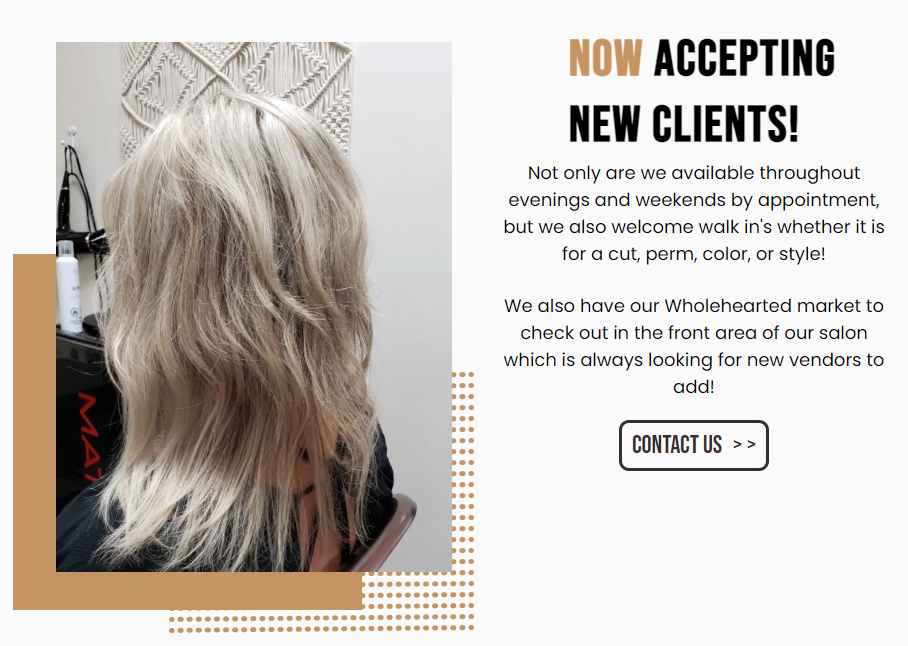 NOW ACCEPTING
NEW CLIENTS!
Not only are we available throughout
evenings and weekends by appointment,
but we also welcome walk in's whether it is
for a cut, perm, color, or style!
We also have our Wholehearted market to
check out in the front area of our salon
which is always looking for new vendors to
add!
CONTACT US > >